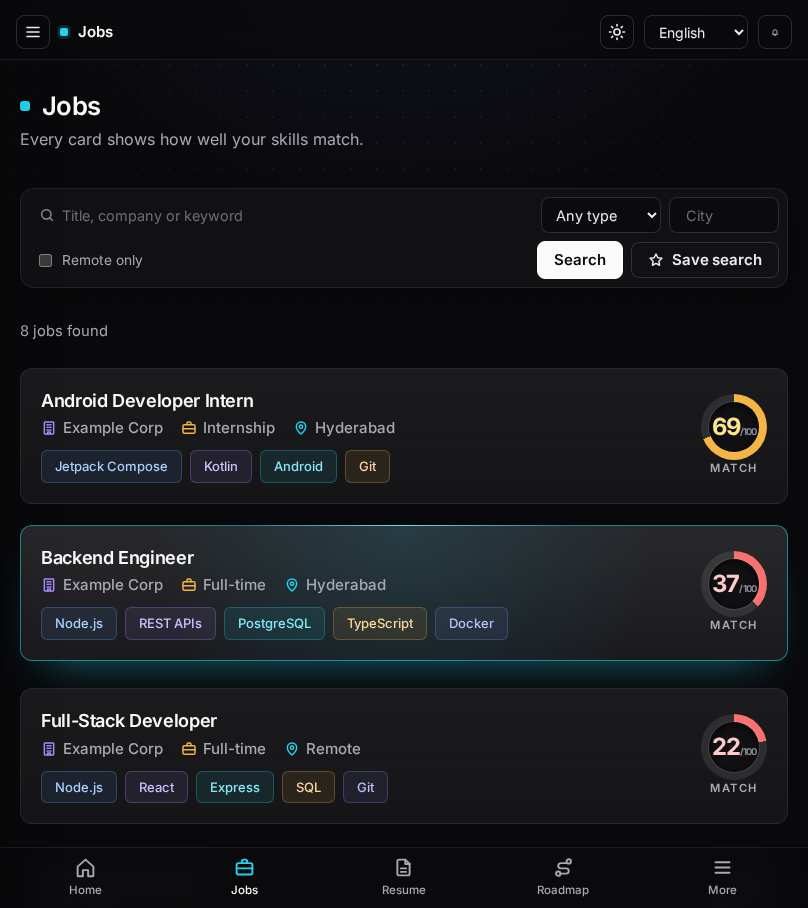 Jobs
English
Jobs
Every card shows how well your skills match.
Title, company or keyword
Any type
City
Remote only
Search
Save search
8 jobs found
Android Developer Intern
Example Corp Internship Hyderabad
Jetpack Compose Kotlin Android Git
69/100
MATCH
Backend Engineer
Example Corp Full-time Hyderabad
Node.js REST APIs PostgreSQL TypeScript Docker
37/100
MATCH
Full-Stack Developer
Example Corp Full-time Remote
Node.js React Express SQL Git
22/100
MATCH
Home Jobs Resume Roadmap More